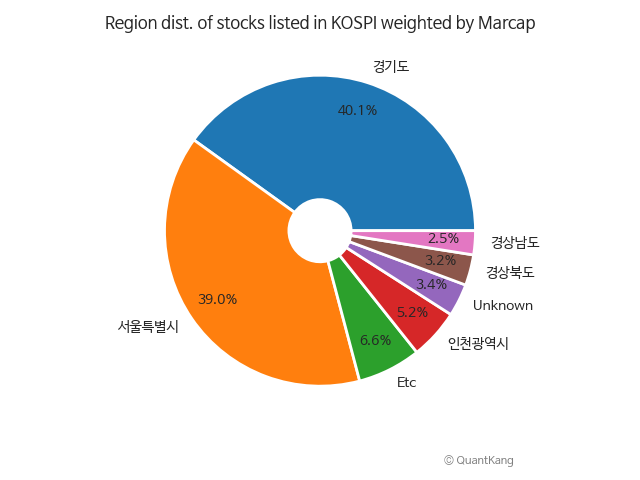 Region dist. of stocks listed in KOSPI weighted by Marcap
경기도
40.1%
서울특별시
39.0%
Etc
6.6%
인천광역시
5.2%
Unknown
3.4%
경상북도
3.2%
경상남도
2.5%
© QuantKang